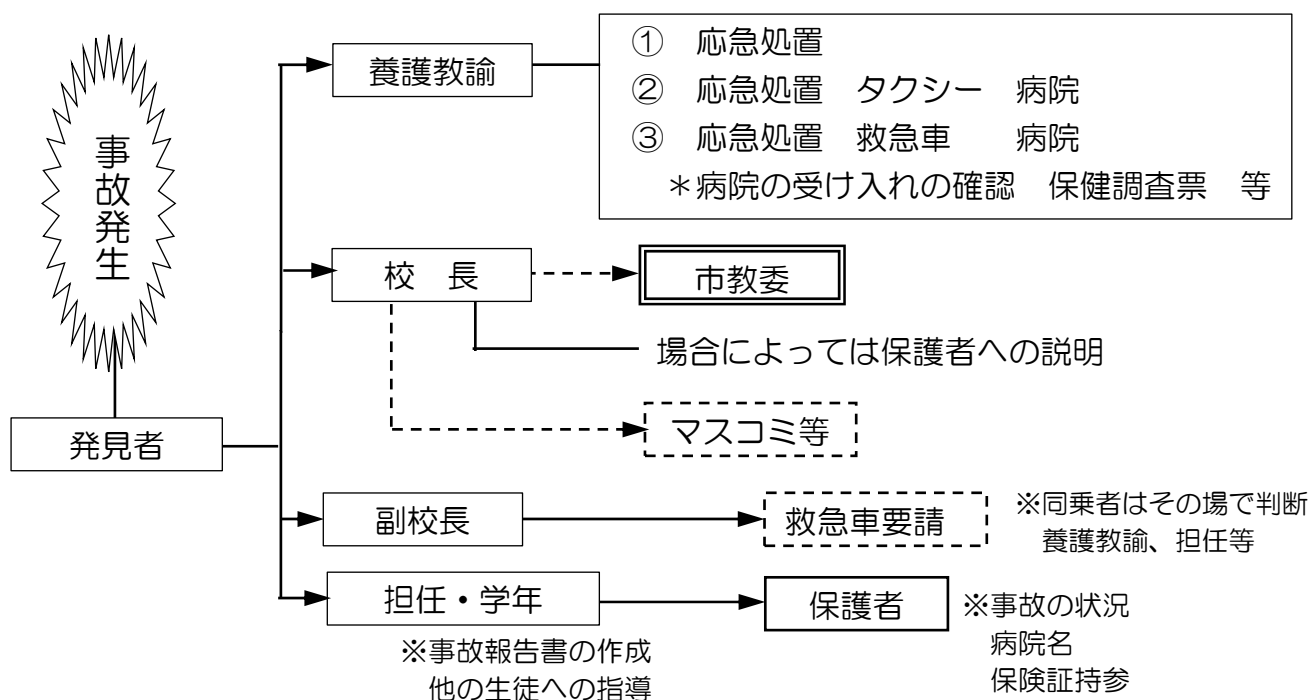 事故発生
発見者
養護教諭
① 応急処置
② 応急処置 タクシー 病院
③ 応急処置 救急車 病院
＊病院の受け入れの確認 保健調査票 等
校 長
市教委
場合によっては保護者への説明
マスコミ等
副校長
救急車要請
※同乗者はその場で判断
養護教諭、担任等
担任・学年
※事故報告書の作成
他の生徒への指導
保護者
※事故の状況
病院名
保険証持参